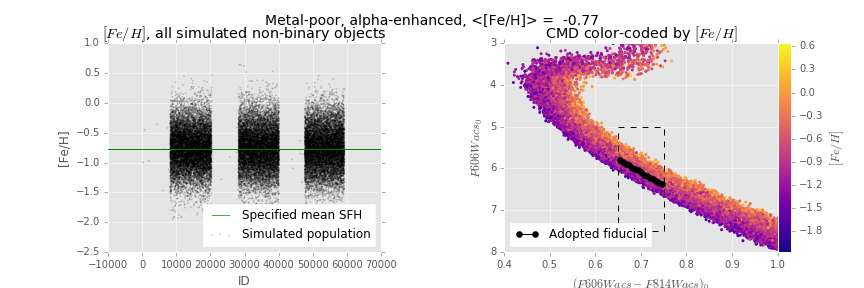 Metal-poor, alpha-enhanced, <[Fe/H]> = -0.77
[Fe/H], all simulated non-binary objects
1.0
0.5
0.0
−0.5
−1.0
−1.5
−2.0
−2.5
[Fe/H]
Specified mean SFH
Simulated population
−10000 0 10000 20000 30000 40000 50000 60000 70000
ID
CMD color-coded by [Fe/H]
3
4
5
6
7
8
F606Wacs0
Adopted fiducial
0.4 0.5 0.6 0.7 0.8 0.9 1.0
(F606Wacs − F814Wacs)0
0.6
0.3
0.0
−0.3
−0.6
−0.9
−1.2
−1.5
−1.8
[Fe/H]